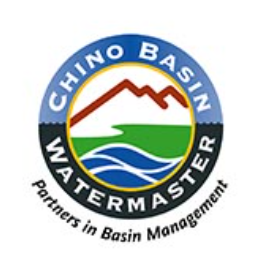 CHINO BASIN
WATERMASTER
Partners in Basin Management